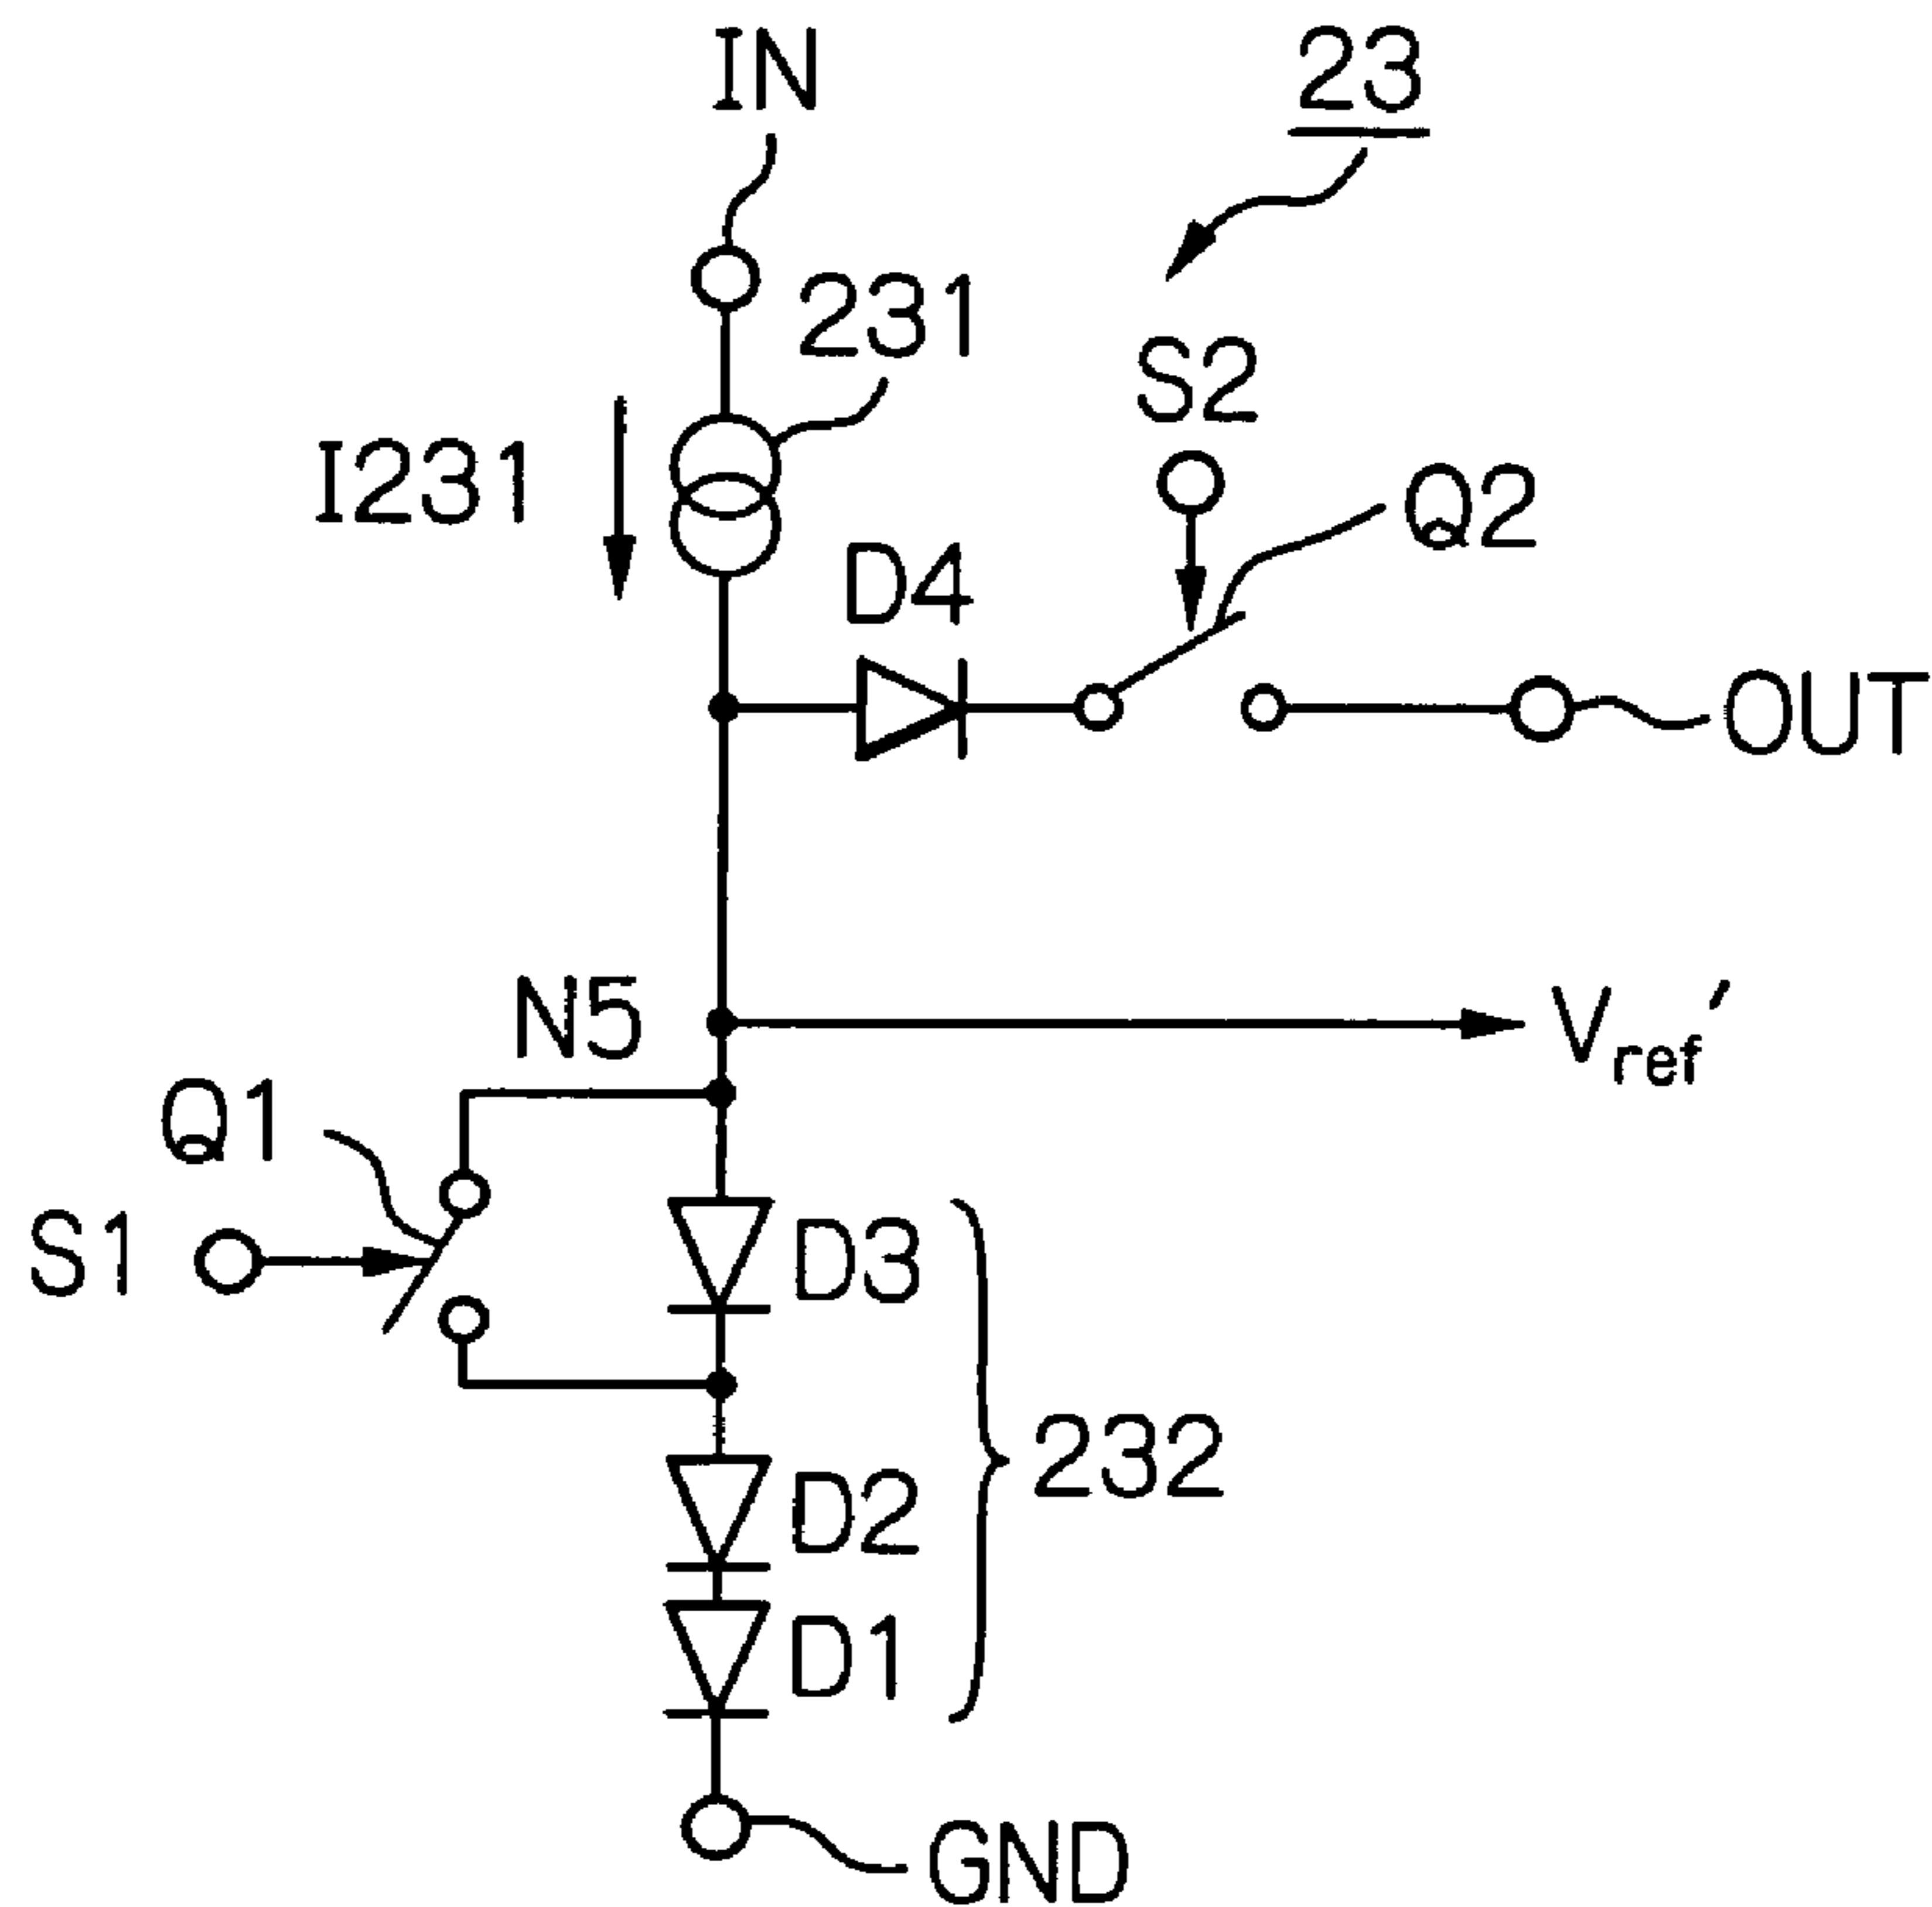 IN
23
231
S2
I231
Q2
D4
OUT
N5
Vref'
Q1
S1
D3
232
D2
D1
GND